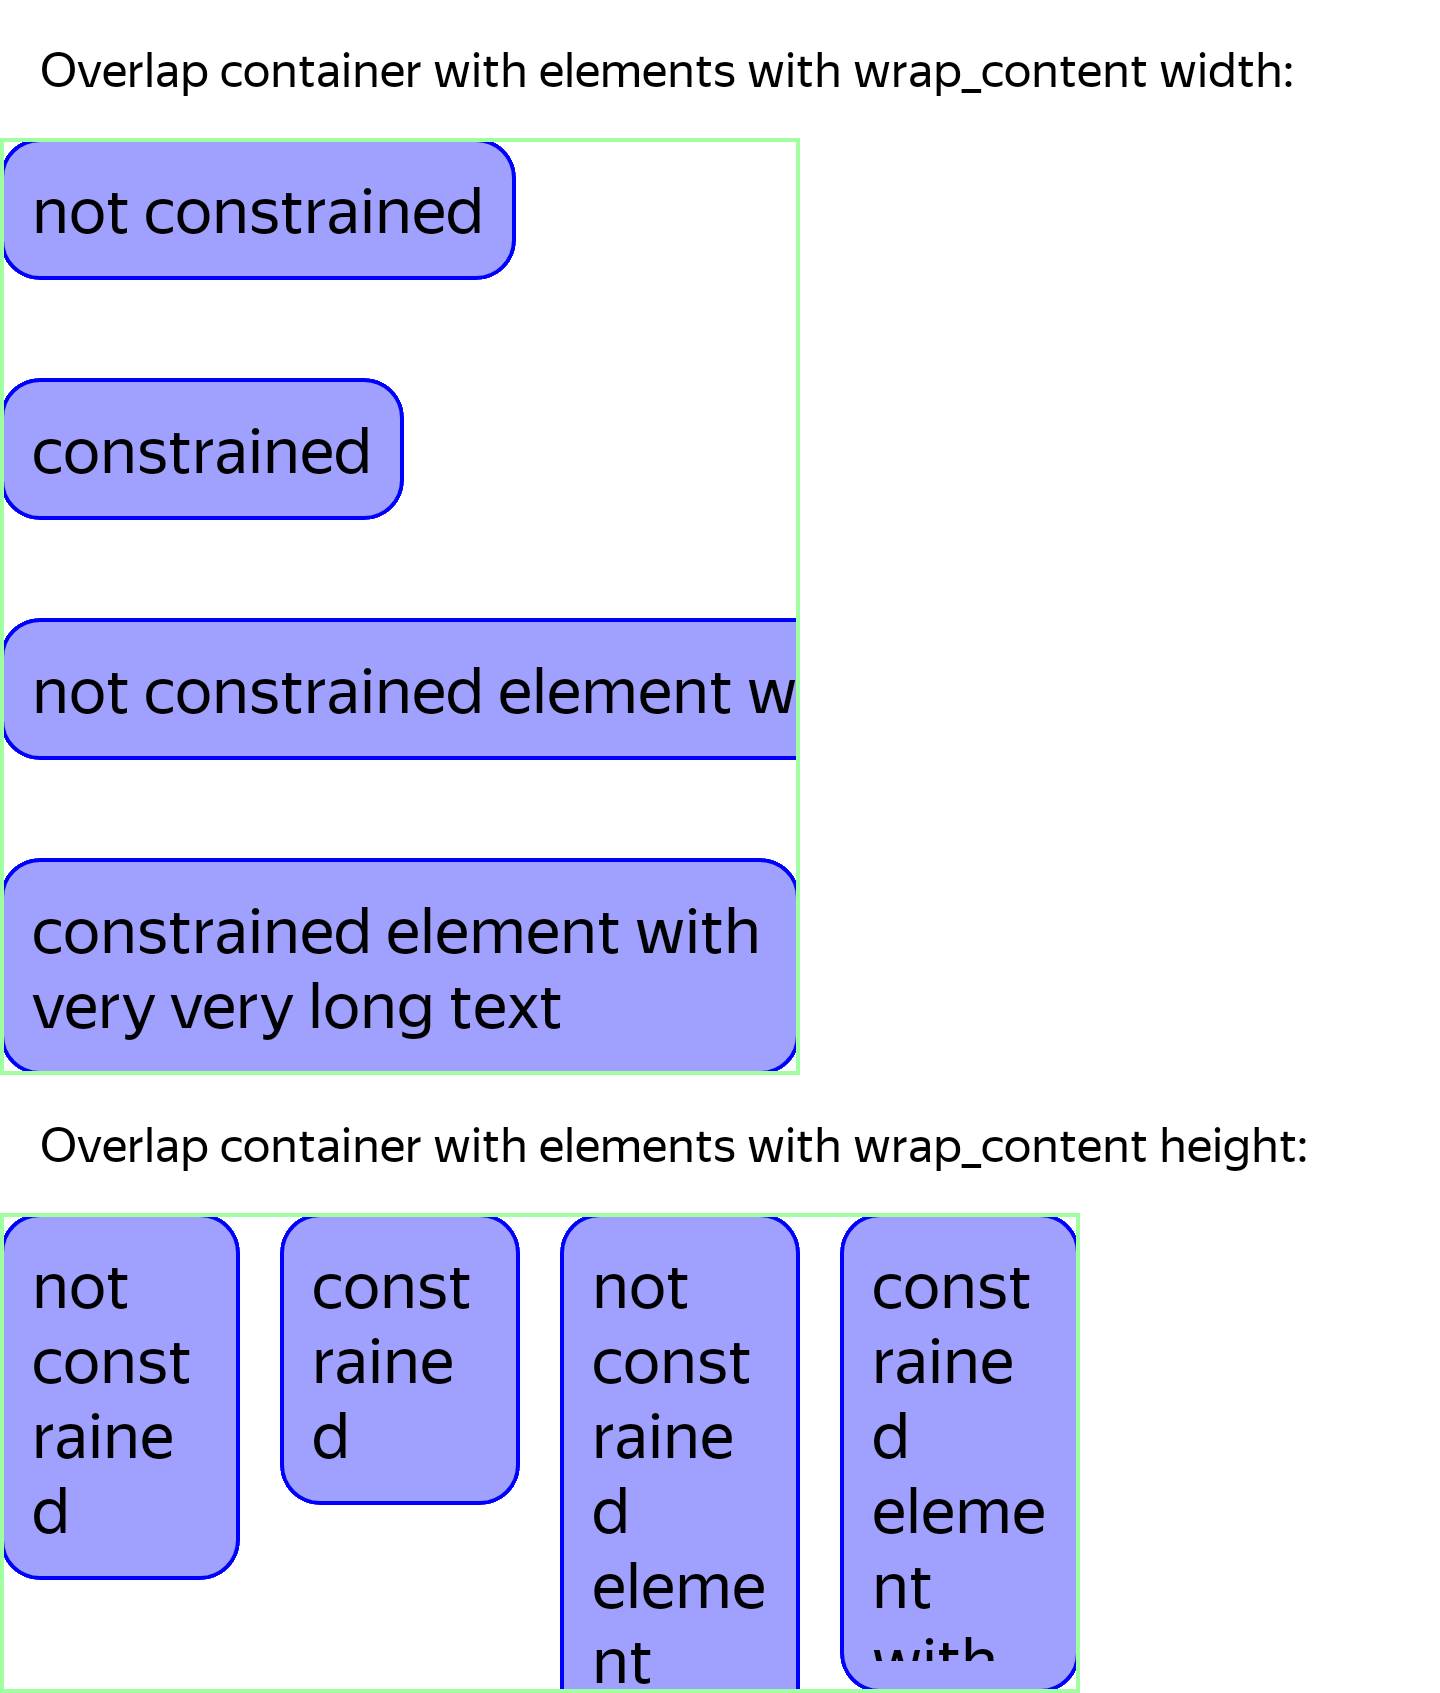 Overlap container with elements with wrap_content width:
not constrained
constrained
not constrained element w
constrained element with
very very long text
Overlap container with elements with wrap_content height:
not
const
raine
d
const
raine
d
not
const
raine
d
eleme
nt
const
raine
d
eleme
nt
with